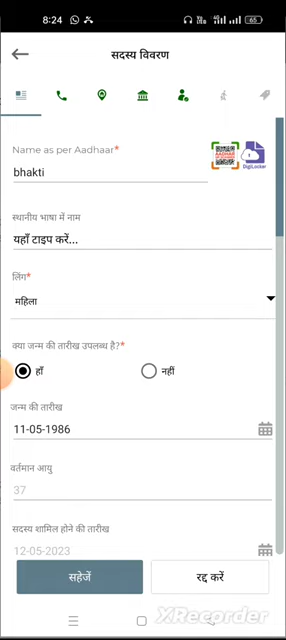 8:24
65
सदस्य विवरण
Name as per Aadhaar*
bhakti
DigiLocker
स्थानीय भाषा में नाम
यहाँ टाइप करें...
लिंग*
महिला
क्या जन्म की तारीख उपलब्ध है?*
हाँ
नहीं
जन्म की तारीख
11-05-1986
वर्तमान आयु
37
सदस्य शामिल होने की तारीख
12-05-2023
सहेजें
रद्द करें
XRecorder